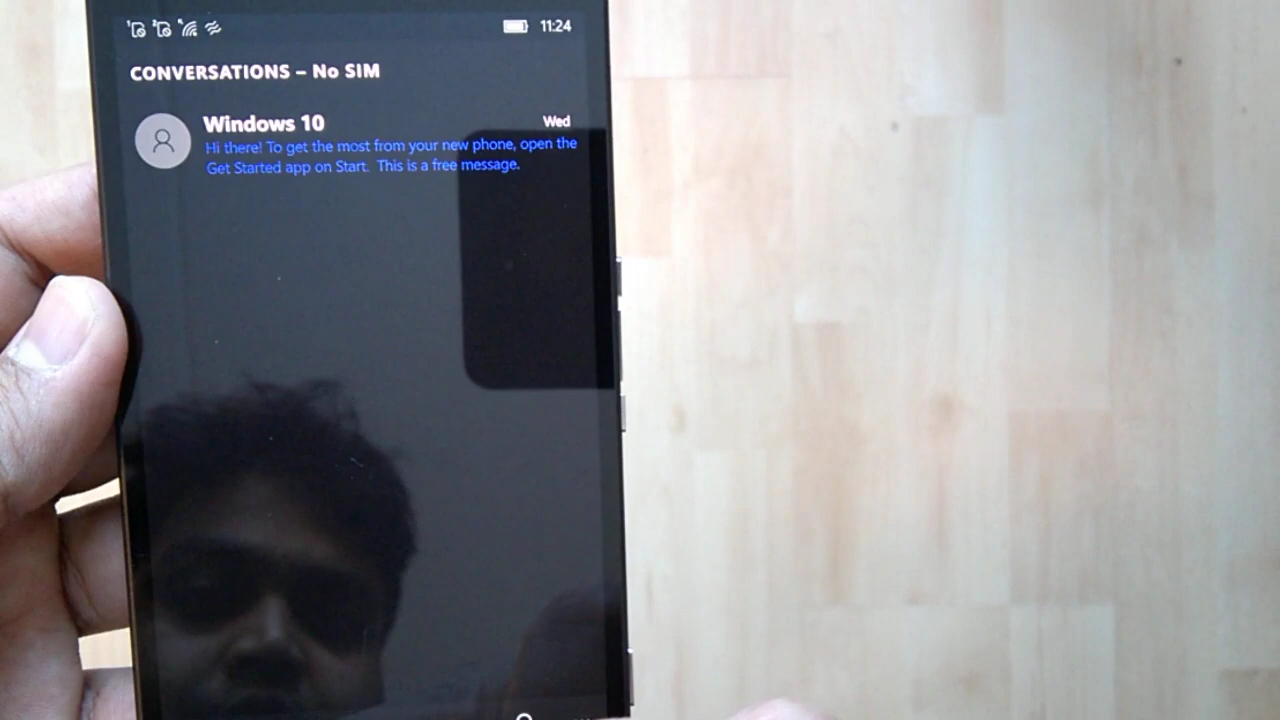 11:24
CONVERSATIONS – No SIM
Windows 10
Wed
Hi there! To get the most from your new phone, open the
Get Started app on Start. This is a free message.